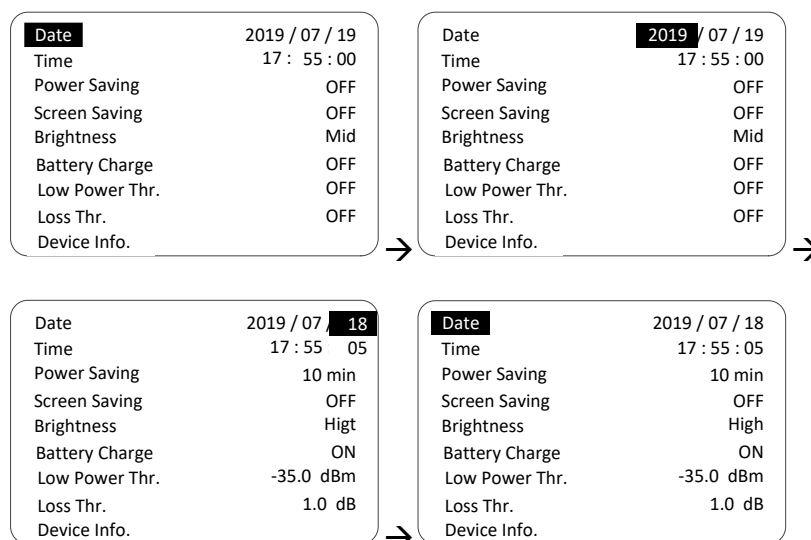 Date 2019 / 07 / 19
Time 17 : 55 : 00
Power Saving OFF
Screen Saving OFF
Brightness Mid
Battery Charge OFF
Low Power Thr. OFF
Loss Thr. OFF
Device Info.
→
Date 2019 / 07 / 19
Time 17 : 55 : 00
Power Saving OFF
Screen Saving OFF
Brightness Mid
Battery Charge OFF
Low Power Thr. OFF
Loss Thr. OFF
Device Info.
→
Date 2019 / 07 / 18
Time 17 : 55 05
Power Saving 10 min
Screen Saving OFF
Brightness Higt
Battery Charge ON
Low Power Thr. -35.0 dBm
Loss Thr. 1.0 dB
Device Info.
→
Date 2019 / 07 / 18
Time 17 : 55 : 05
Power Saving 10 min
Screen Saving OFF
Brightness High
Battery Charge ON
Low Power Thr. -35.0 dBm
Loss Thr. 1.0 dB
Device Info.